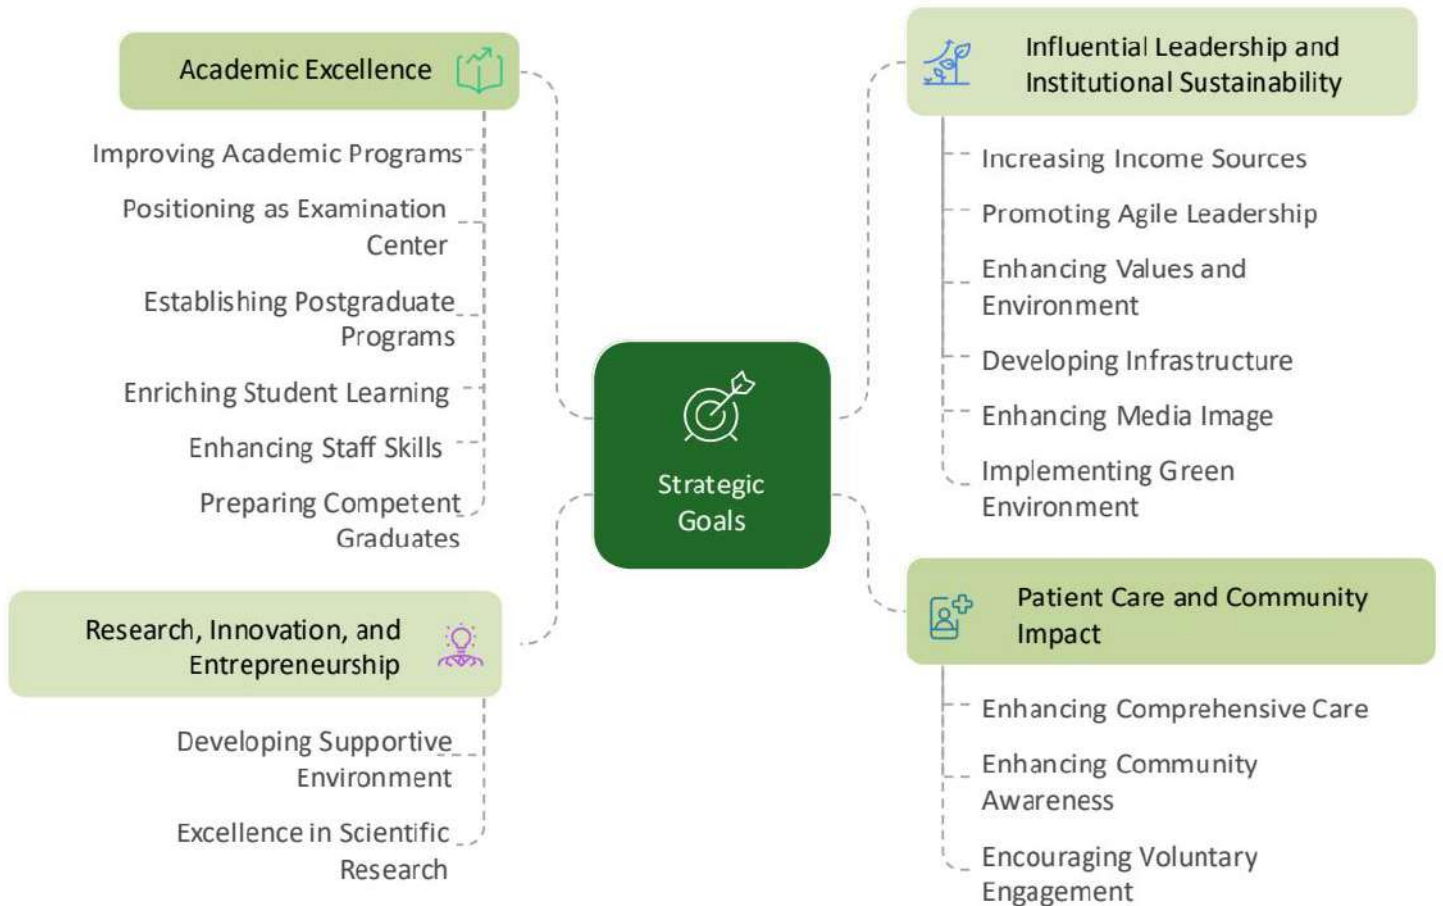 Academic Excellence
Improving Academic Programs
Positioning as Examination
Center
Establishing Postgraduate
Programs
Enriching Student Learning
Enhancing Staff Skills
Preparing Competent
Graduates
Research, Innovation, and
Entrepreneurship
Developing Supportive
Environment
Excellence in Scientific
Research
Strategic
Goals
Influential Leadership and
Institutional Sustainability
Increasing Income Sources
Promoting Agile Leadership
Enhancing Values and
Environment
Developing Infrastructure
Enhancing Media Image
Implementing Green
Environment
Patient Care and Community
Impact
Enhancing Comprehensive Care
Enhancing Community
Awareness
Encouraging Voluntary
Engagement